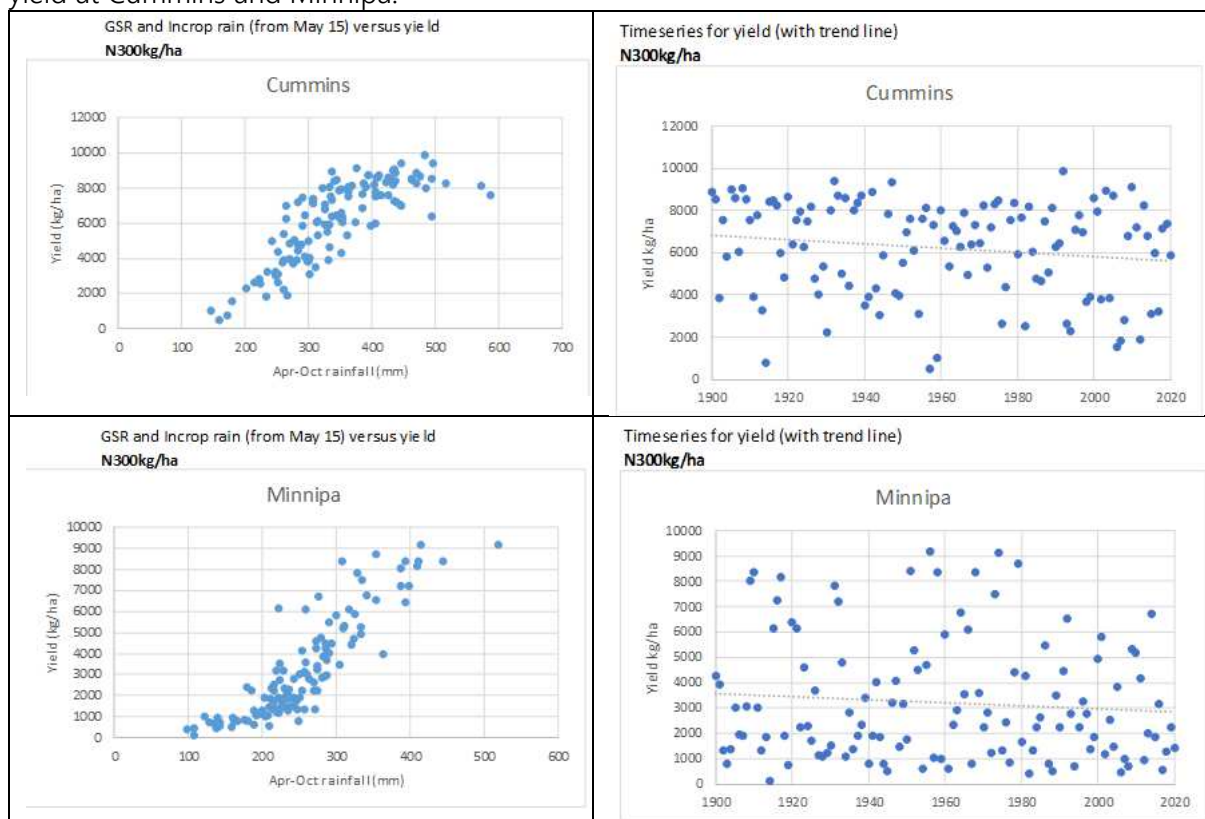 yield at Cummins and Minnipa.
GSR and Incrop rain (from May 15) versus yield
N300kg/ha
Cummins
12000
10000
8000
6000
4000
2000
0
Yield (kg/ha)
0 100 200 300 400 500 600 700
Apr-Oct rainfall (mm)
Timeseries for yield (with trend line)
N300kg/ha
Cummins
12000
10000
8000
6000
4000
2000
0
Yield kg/ha
1900 1920 1940 1960 1980 2000 2020
GSR and Incrop rain (from May 15) versus yield
N300kg/ha
Minnipa
10000
9000
8000
7000
6000
5000
4000
3000
2000
1000
0
Yield (kg/ha)
0 100 200 300 400 500 600
Apr-Oct rainfall (mm)
Timeseries for yield (with trend line)
N300kg/ha
Minnipa
10000
9000
8000
7000
6000
5000
4000
3000
2000
1000
0
Yield kg/ha
1900 1920 1940 1960 1980 2000 2020